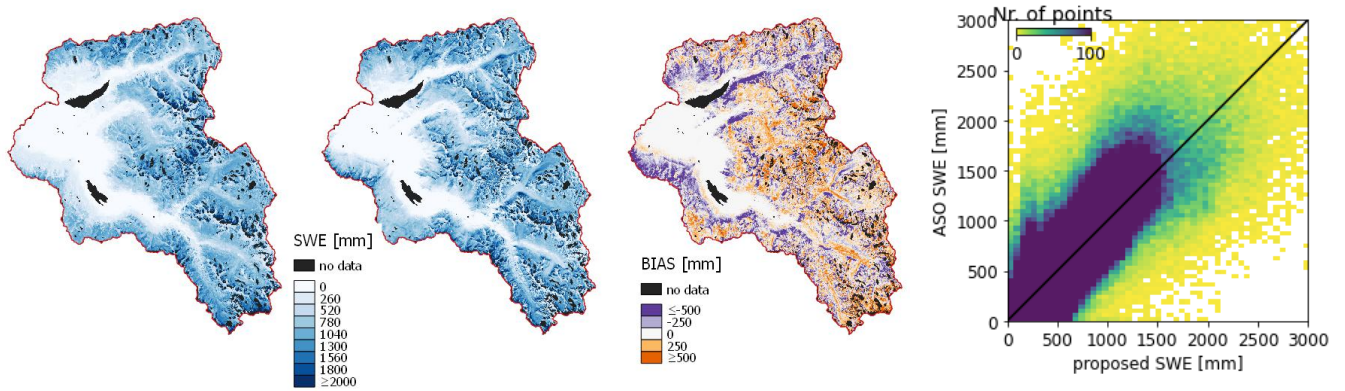 SWE [mm]
no data
0
260
520
780
1040
1300
1560
1800
≥2000
BIAS [mm]
no data
≤-500
-250
0
250
≥500
Nr. of points
0 100
3000
2500
2000
1500
1000
500
0
ASO SWE [mm]
0 500 1000 1500 2000 2500 3000
proposed SWE [mm]